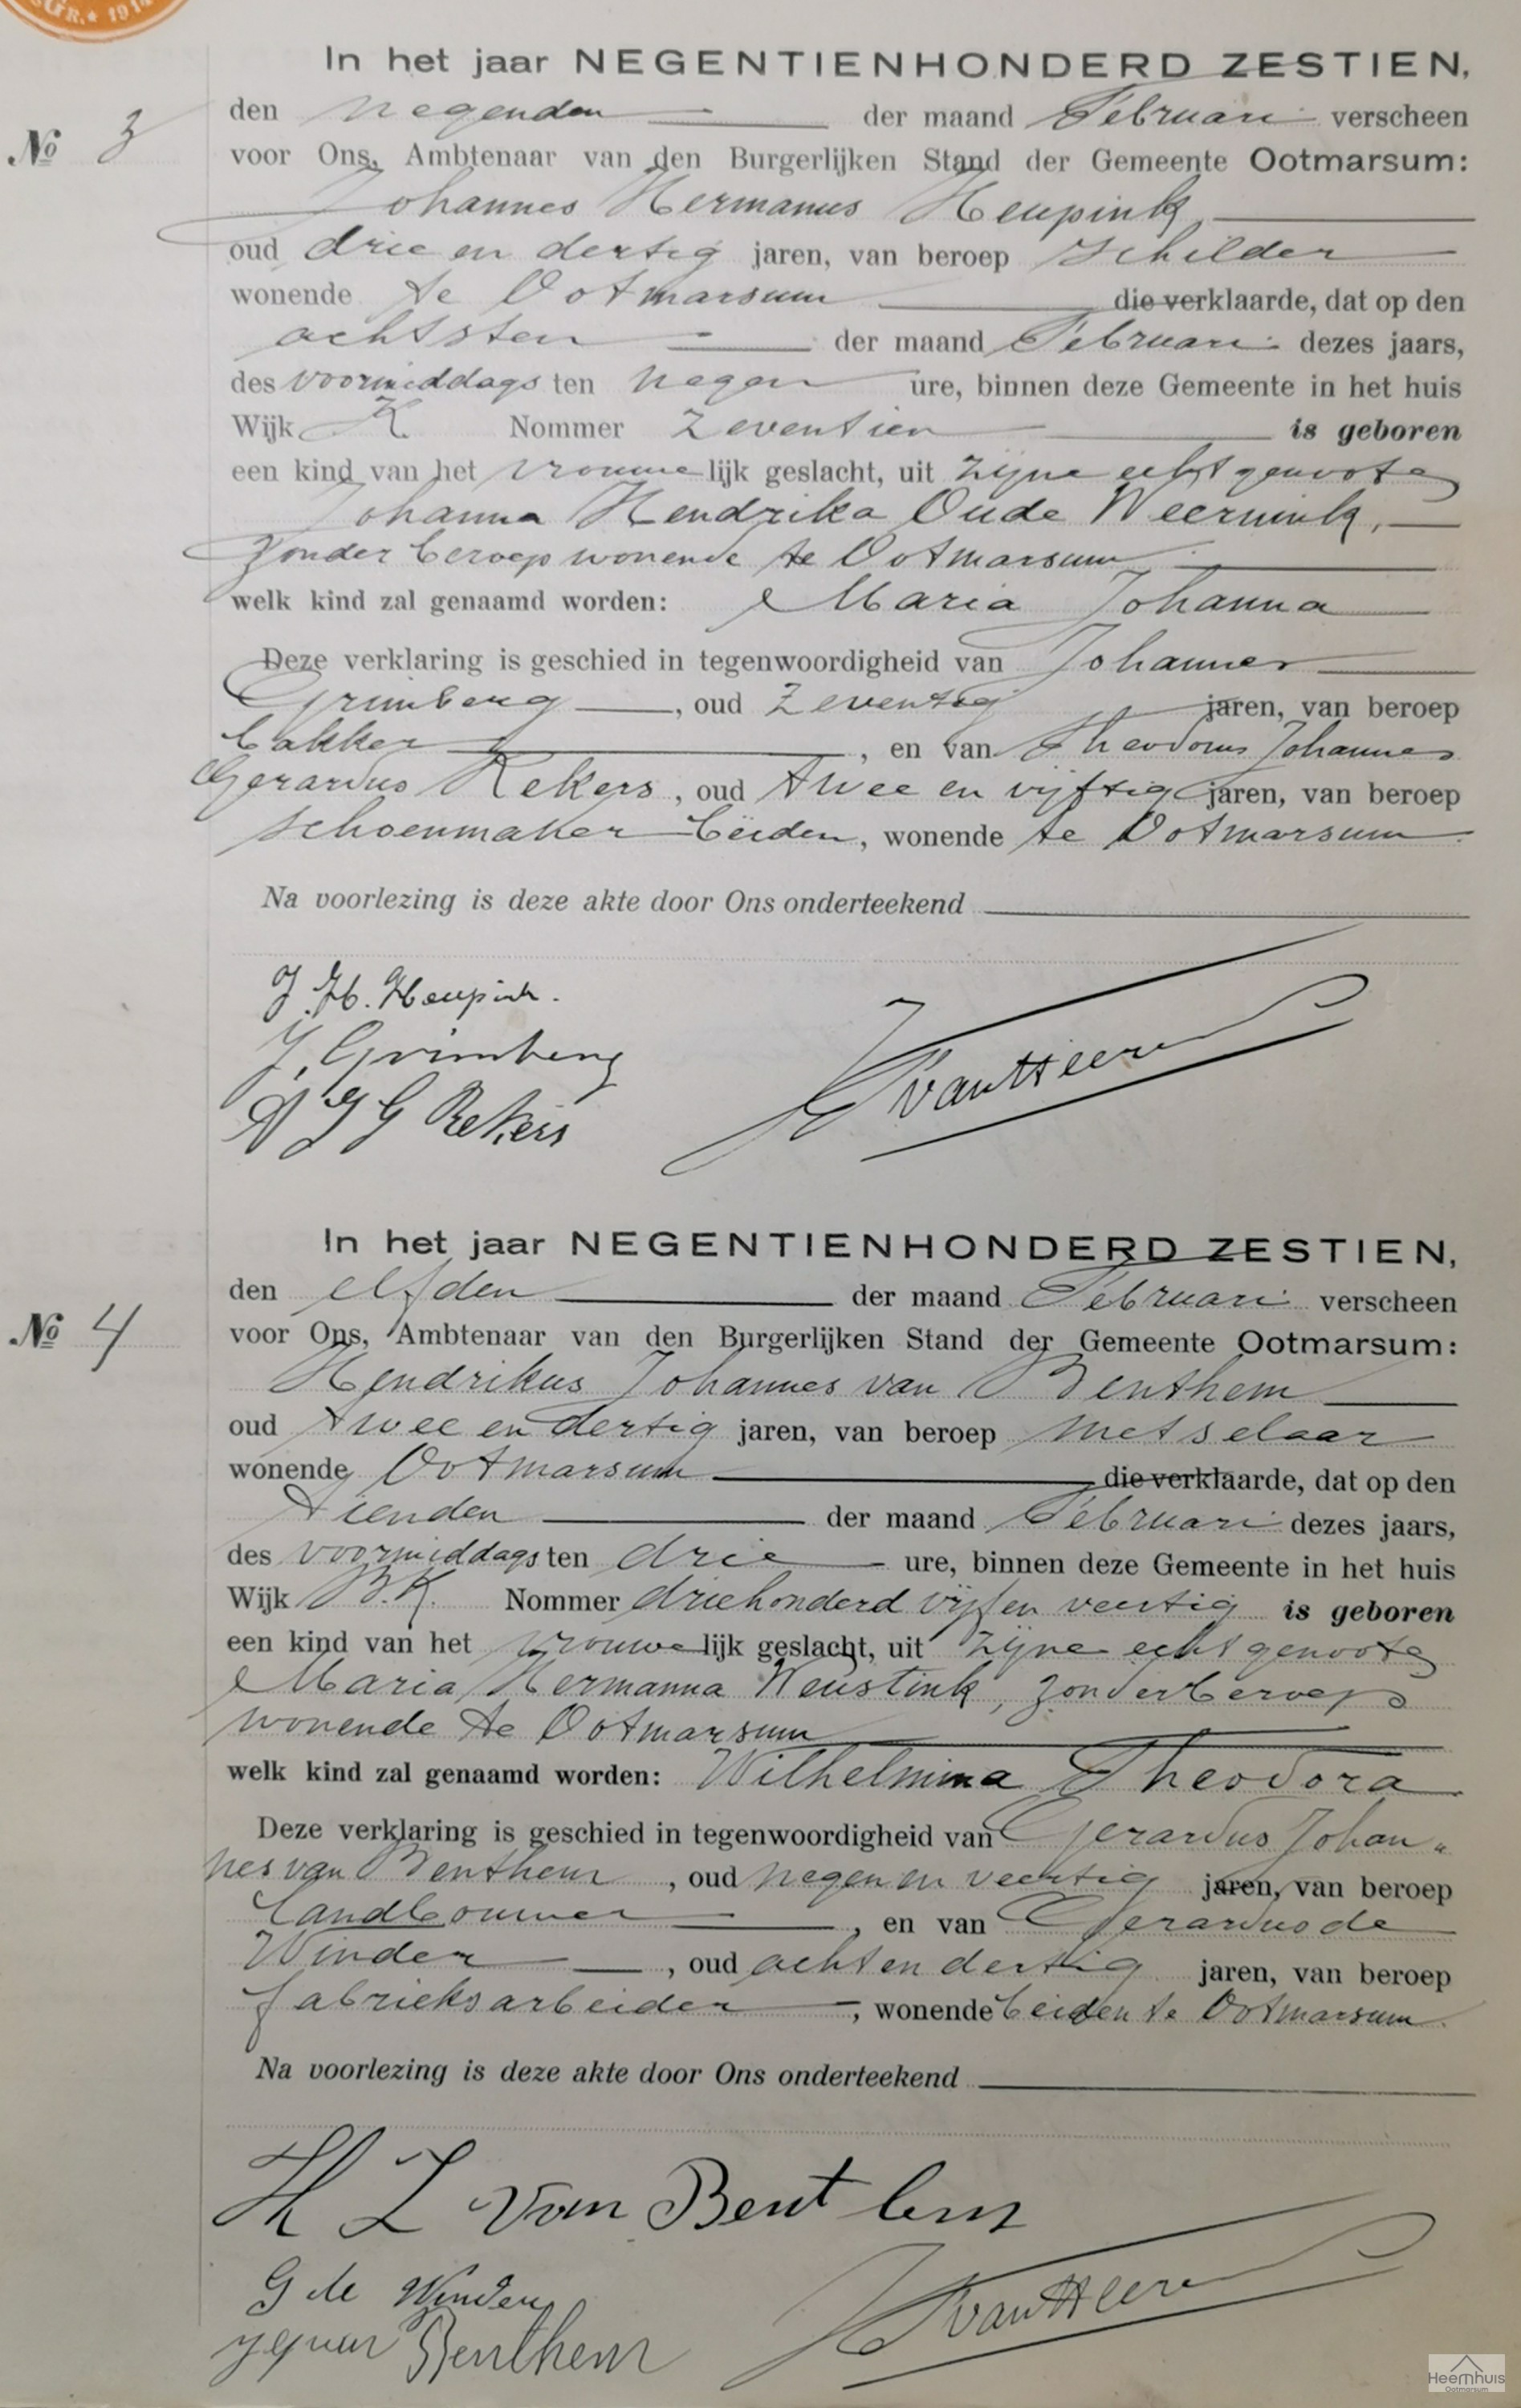 GR.* 1914
In het jaar NEGENTIENHONDERD ZESTIEN,
den negenden der maand Februari verscheen
No 3
voor Ons, Ambtenaar van den Burgerlijken Stand der Gemeente Ootmarsum:
Johannes Hermanus Heupink
oud drie en dertig jaren, van beroep schilder
wonende te Ootmarsum die verklaarde, dat op den
achtsten der maand Februari dezes jaars,
des voormiddags ten negen ure, binnen deze Gemeente in het huis
Wijk K Nommer zeventien is geboren
een kind van het vrouwelijk geslacht, uit zijne echtgenoote
Johanna Hendrika Oude Weernink,
zonder beroep wonende te Ootmarsum
welk kind zal genaamd worden: Maria Johanna
Deze verklaring is geschied in tegenwoordigheid van Johannes
Grimberg, oud zeventig jaren, van beroep
bakker, en van Theodorus Johannes
Gerardus Rekers, oud twee en vijftig jaren, van beroep
schoenmaker beiden, wonende te Ootmarsum.
Na voorlezing is deze akte door Ons onderteekend
J. H. Heupink.
J. Grimberg
J G Rekers
vanHeer
In het jaar NEGENTIENHONDERD ZESTIEN,
den elfden der maand Februari verscheen
No 4
voor Ons, Ambtenaar van den Burgerlijken Stand der Gemeente Ootmarsum:
Hendrikus Johannes van Benthem
oud twee en dertig jaren, van beroep metselaar
wonende Ootmarsum die verklaarde, dat op den
tienden der maand Februari dezes jaars,
des voormiddags ten drie ure, binnen deze Gemeente in het huis
Wijk B.K. Nommer driehonderd vijf en veertig is geboren
een kind van het vrouwelijk geslacht, uit zijne echtgenoote
Maria Hermanna Weustink, zonder beroep
wonende te Ootmarsum
welk kind zal genaamd worden: Wilhelmina Theodora
Deze verklaring is geschied in tegenwoordigheid van Gerardus Johan„
nes van Benthem, oud negen en veertig jaren, van beroep
landbouwer, en van Gerardus de
Winder, oud acht en dertig jaren, van beroep
fabrieksarbeider, wonende beiden te Ootmarsum.
Na voorlezing is deze akte door Ons onderteekend
H J van Benthem
G de Winder
vanHeer
van Benthem
Heemhuis
Ootmarsum